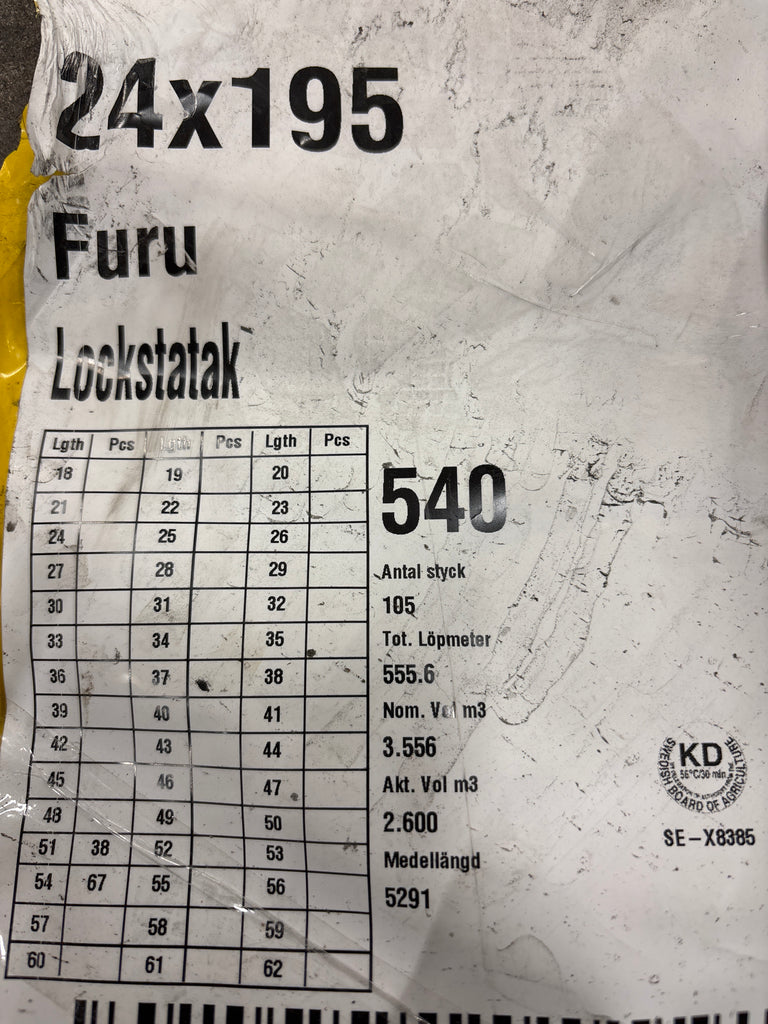 24x195
Furu
Lockstatak
Lgth Pcs Lgth Pcs Lgth Pcs
18 19 20
21 22 23
24 25 26
27 28 29
30 31 32
33 34 35
36 37 38
39 40 41
42 43 44
45 46 47
48 49 50
51 38 52 53
54 67 55 56
57 58 59
60 61 62
540
Antal styck
105
Tot. Löpmeter
555.6
Nom. Vol m3
3.556
Akt. Vol m3
2.600
Medellängd
5291
KD
56°C/30 min
SWEDISH BOARD OF AGRICULTURE
SE-X8385